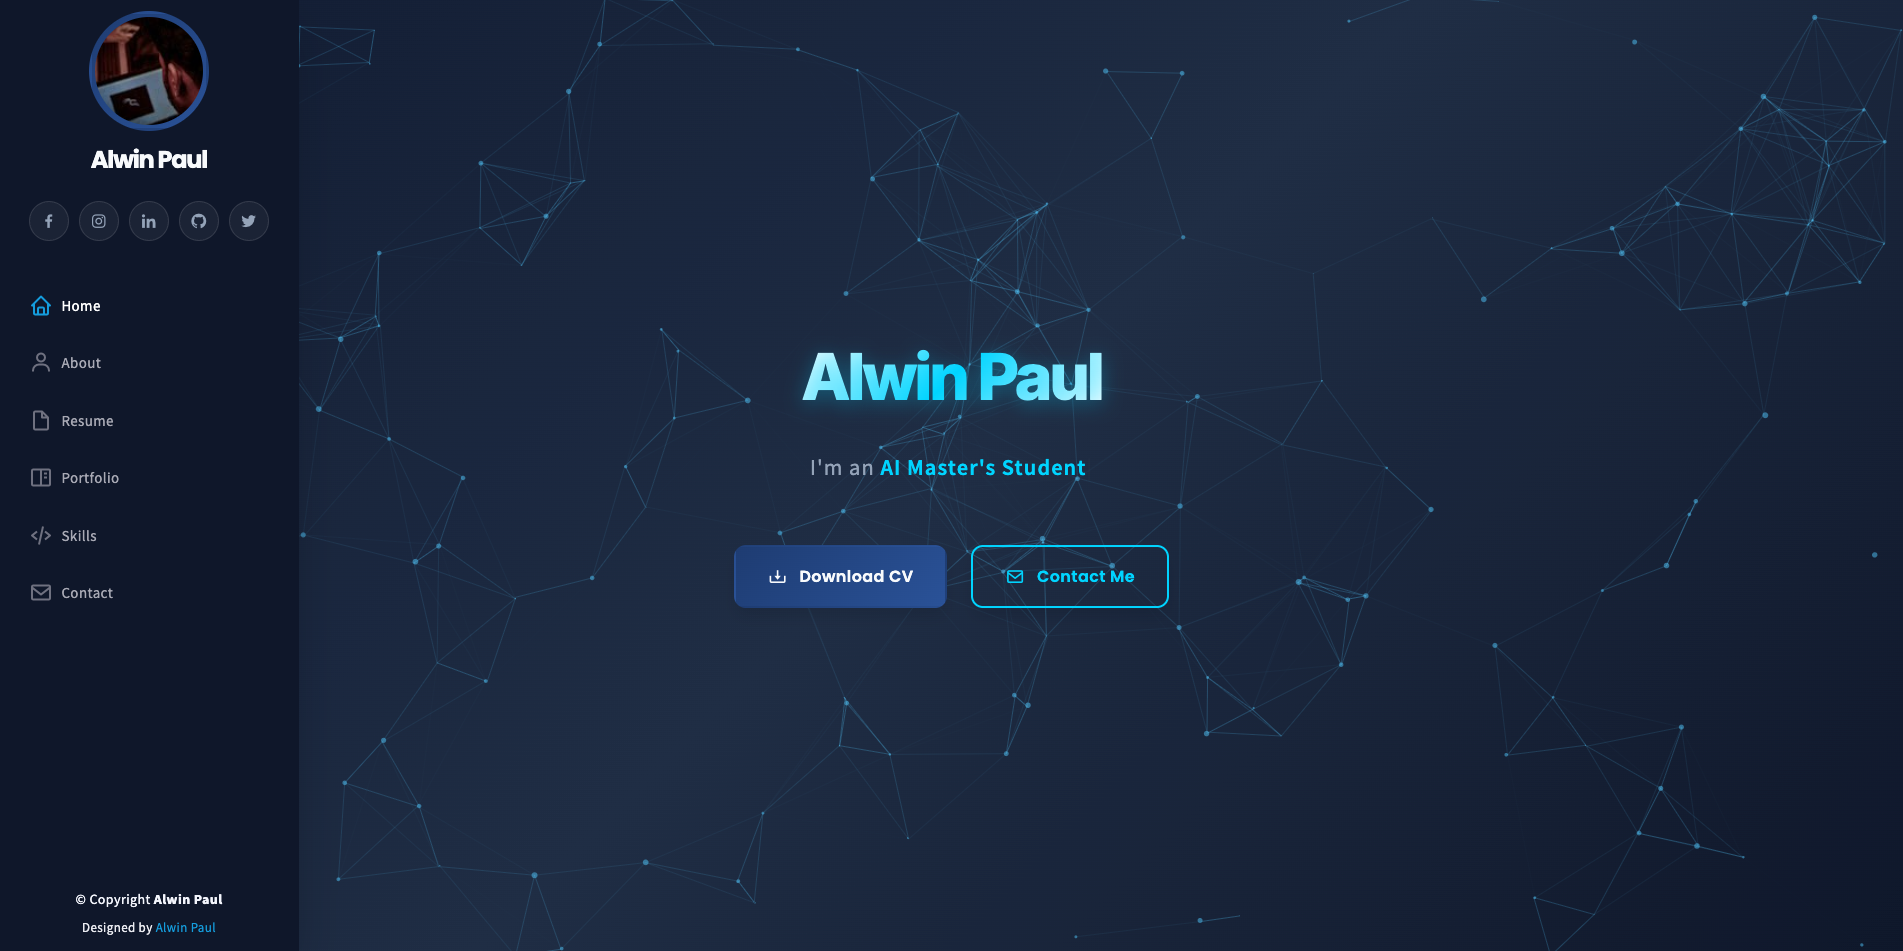 Alwin Paul
Home
About
Resume
Portfolio
Skills
Contact
© Copyright Alwin Paul
Designed by Alwin Paul
Alwin Paul
I'm an AI Master's Student
Download CV
Contact Me